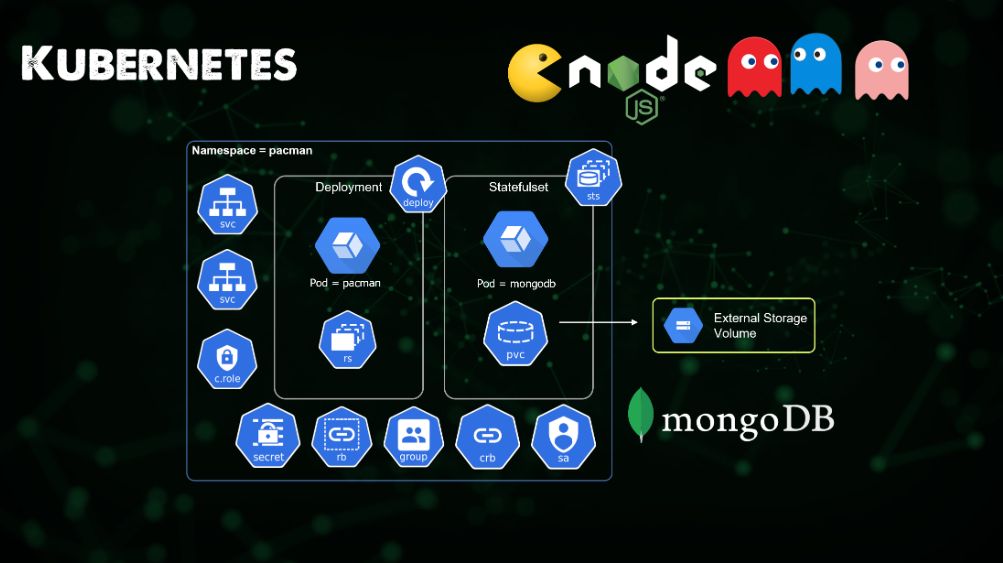 KUBERNETES
node
JS
Namespace = pacman
Deployment
deploy
Statefulset
sts
svc
Pod = pacman
Pod = mongodb
svc
rs
pvc
External Storage
Volume
c.role
secret
rb
group
crb
sa
mongoDB